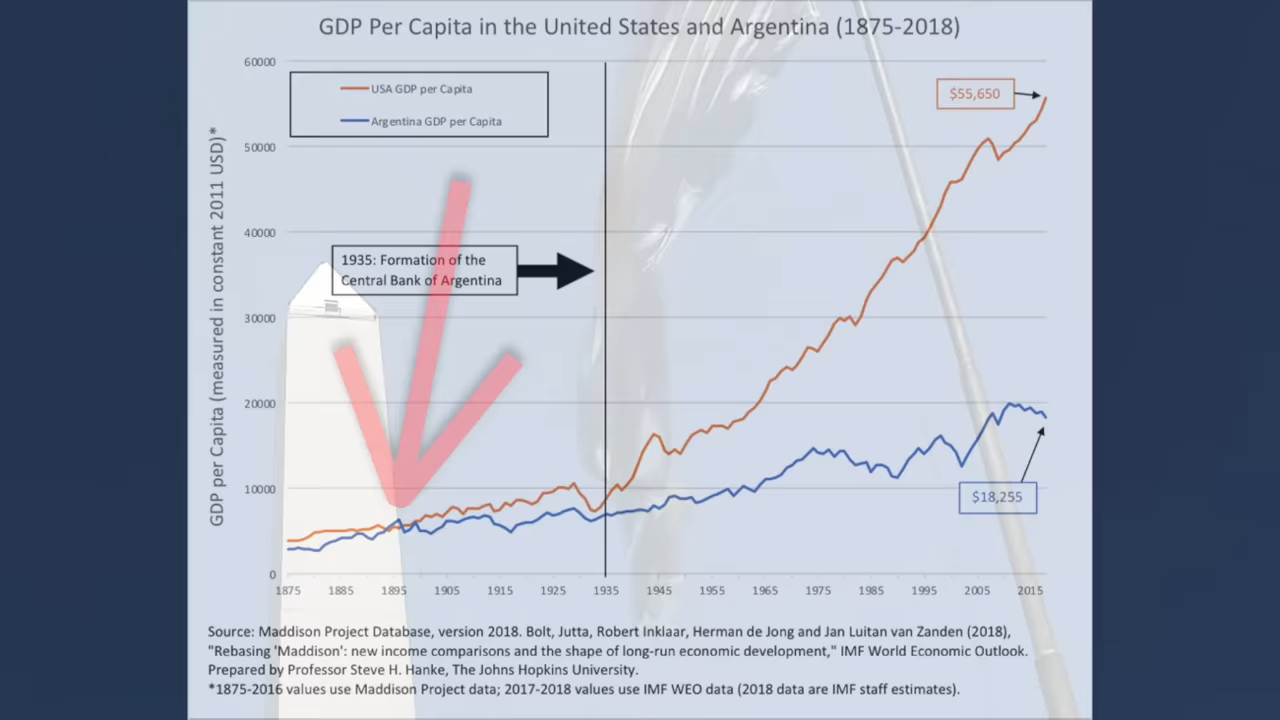 GDP Per Capita in the United States and Argentina (1875-2018)
60000
50000
40000
30000
20000
10000
0
GDP per Capita (measured in constant 2011 USD)*
USA GDP per Capita
Argentina GDP per Capita
$55,650
1935: Formation of the
Central Bank of Argentina
$18,255
1875 1885 1895 1905 1915 1925 1935 1945 1955 1965 1975 1985 1995 2005 2015
Source: Maddison Project Database, version 2018. Bolt, Jutta, Robert Inklaar, Herman de Jong and Jan Luitan van Zanden (2018),
"Rebasing 'Maddison': new income comparisons and the shape of long-run economic development," IMF World Economic Outlook.
Prepared by Professor Steve H. Hanke, The Johns Hopkins University.
*1875-2016 values use Maddison Project data; 2017-2018 values use IMF WEO data (2018 data are IMF staff estimates).